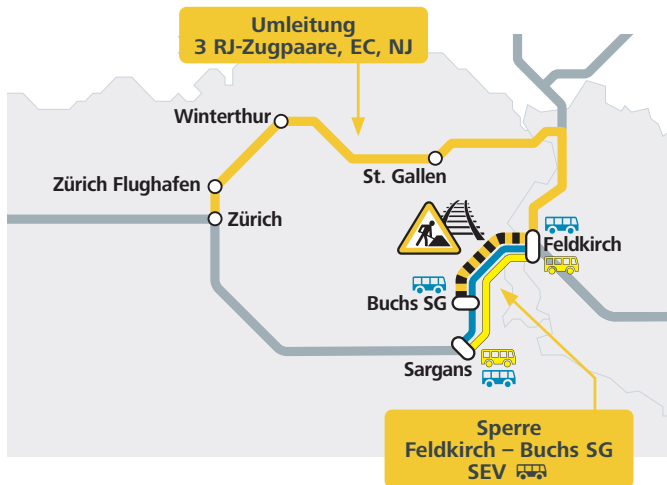 Umleitung
3 RJ-Zugpaare, EC, NJ
Winterthur
St. Gallen
Zürich Flughafen
Zürich
Feldkirch
Buchs SG
Sargans
Sperre
Feldkirch – Buchs SG
SEV